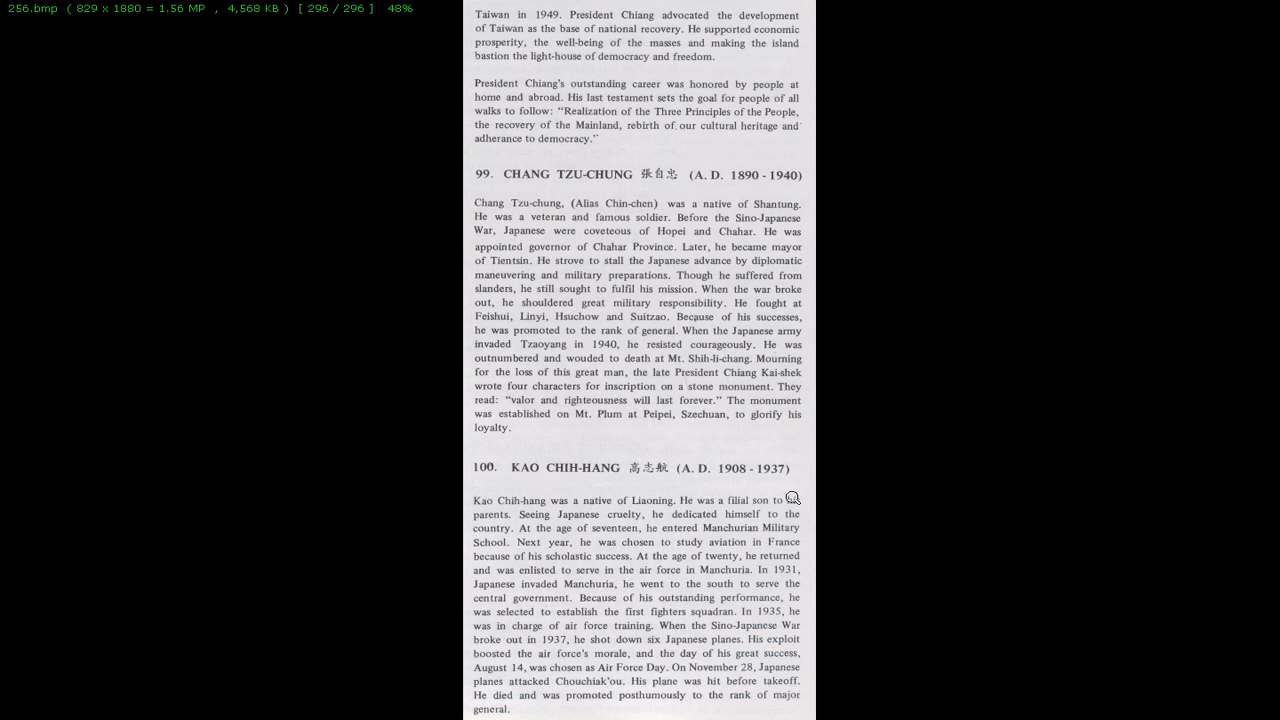 256.bmp ( 829 x 1880 = 1.56 MP , 4,568 KB ) [ 296 / 296 ] 48%
Taiwan in 1949. President Chiang advocated the development
of Taiwan as the base of national recovery. He supported economic
prosperity, the well-being of the masses and making the island
bastion the light-house of democracy and freedom.
President Chiang's outstanding career was honored by people at
home and abroad. His last testament sets the goal for people of all
walks to follow: "Realization of the Three Principles of the People,
the recovery of the Mainland, rebirth of our cultural heritage and
adherance to democracy."
99. CHANG TZU-CHUNG 張自忠 (A. D. 1890 - 1940)
Chang Tzu-chung, (Alias Chin-chen) was a native of Shantung.
He was a veteran and famous soldier. Before the Sino-Japanese
War, Japanese were coveteous of Hopei and Chahar. He was
appointed governor of Chahar Province. Later, he became mayor
of Tientsin. He strove to stall the Japanese advance by diplomatic
maneuvering and military preparations. Though he suffered from
slanders, he still sought to fulfil his mission. When the war broke
out, he shouldered great military responsibility. He fought at
Feishui, Linyi, Hsuchow and Suitzao. Because of his successes,
he was promoted to the rank of general. When the Japanese army
invaded Tzaoyang in 1940, he resisted courageously. He was
outnumbered and wouded to death at Mt. Shih-li-chang. Mourning
for the loss of this great man, the late President Chiang Kai-shek
wrote four characters for inscription on a stone monument. They
read: "valor and righteousness will last forever." The monument
was established on Mt. Plum at Peipei, Szechuan, to glorify his
loyalty.
100. KAO CHIH-HANG 高志航 (A. D. 1908 - 1937)
Kao Chih-hang was a native of Liaoning. He was a filial son to
parents. Seeing Japanese cruelty, he dedicated himself to the
country. At the age of seventeen, he entered Manchurian Military
School. Next year, he was chosen to study aviation in France
because of his scholastic success. At the age of twenty, he returned
and was enlisted to serve in the air force in Manchuria. In 1931,
Japanese invaded Manchuria, he went to the south to serve the
central government. Because of his outstanding performance, he
was selected to establish the first fighters squadran. In 1935, he
was in charge of air force training. When the Sino-Japanese War
broke out in 1937, he shot down six Japanese planes. His exploit
boosted the air force's morale, and the day of his great success,
August 14, was chosen as Air Force Day. On November 28, Japanese
planes attacked Chouchiak'ou. His plane was hit before takeoff.
He died and was promoted posthumously to the rank of major
general.